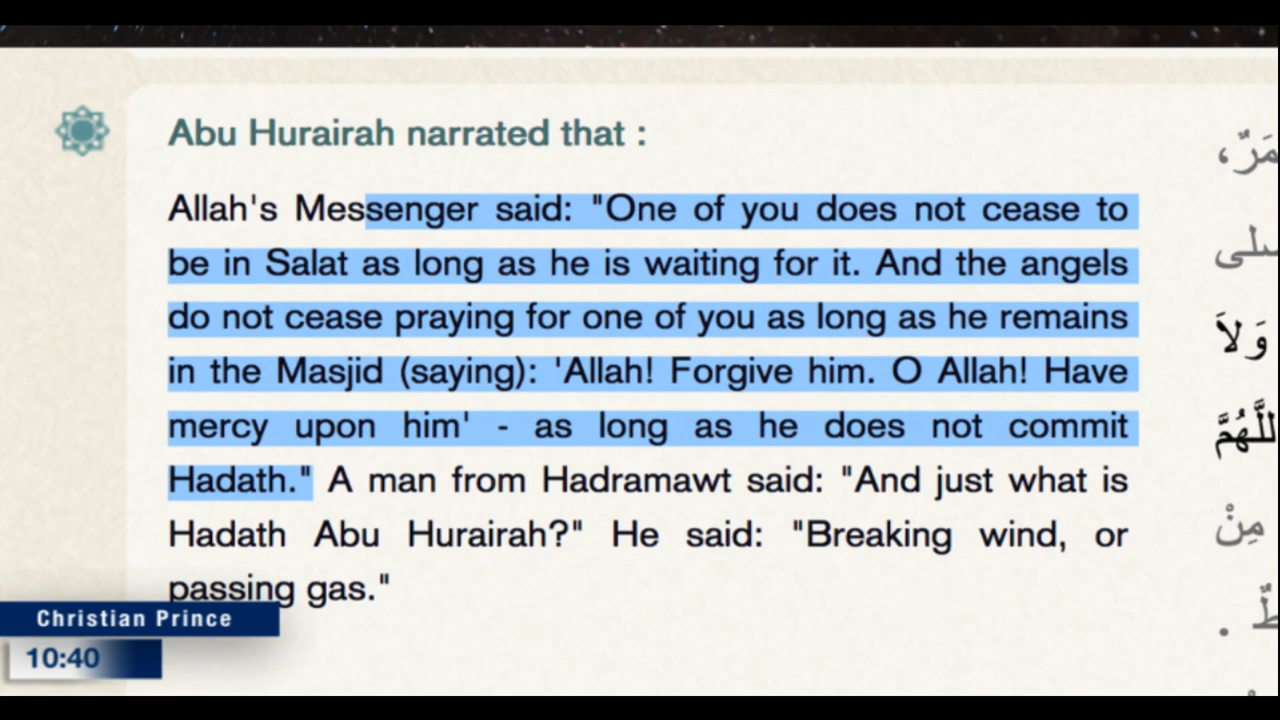 Abu Hurairah narrated that :
Allah's Messenger said: "One of you does not cease to
be in Salat as long as he is waiting for it. And the angels
do not cease praying for one of you as long as he remains
in the Masjid (saying): 'Allah! Forgive him. O Allah! Have
mercy upon him' - as long as he does not commit
Hadath." A man from Hadramawt said: "And just what is
Hadath Abu Hurairah?" He said: "Breaking wind, or
passing gas."
وَلاَ
مِنْ
Christian Prince
10:40